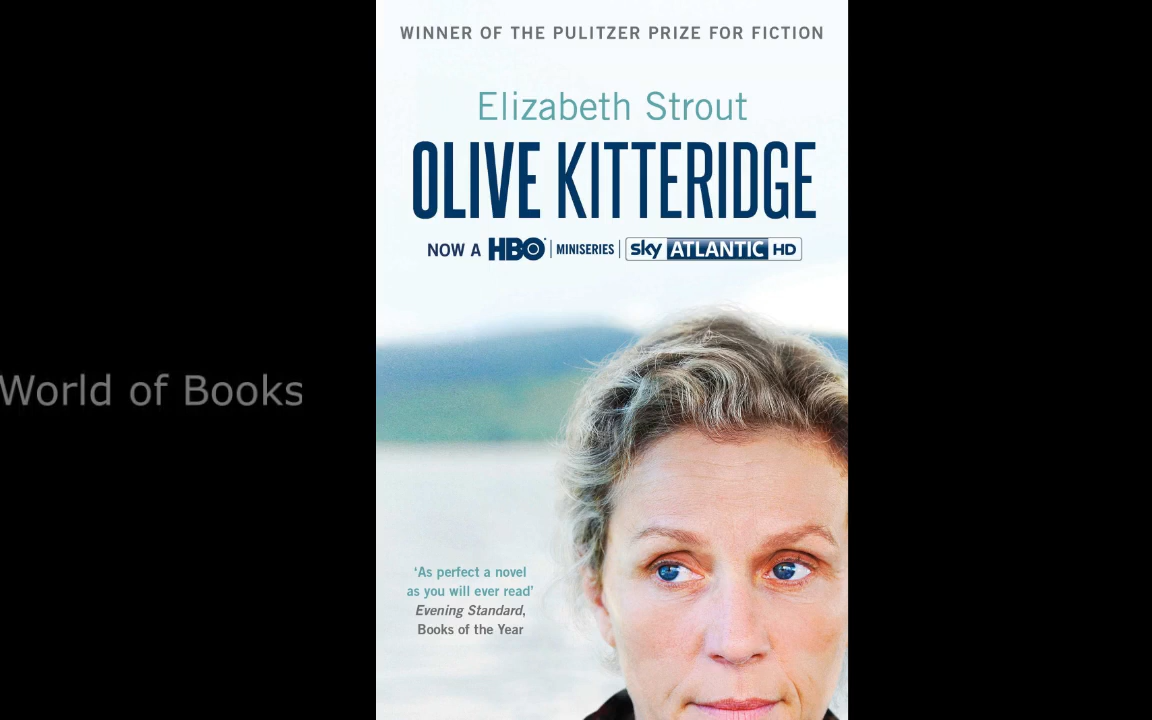 WINNER OF THE PULITZER PRIZE FOR FICTION
Elizabeth Strout
OLIVE KITTERIDGE
NOW A HBO | MINISERIES | sky ATLANTIC HD
World of Books
‘As perfect a novel
as you will ever read’
Evening Standard,
Books of the Year